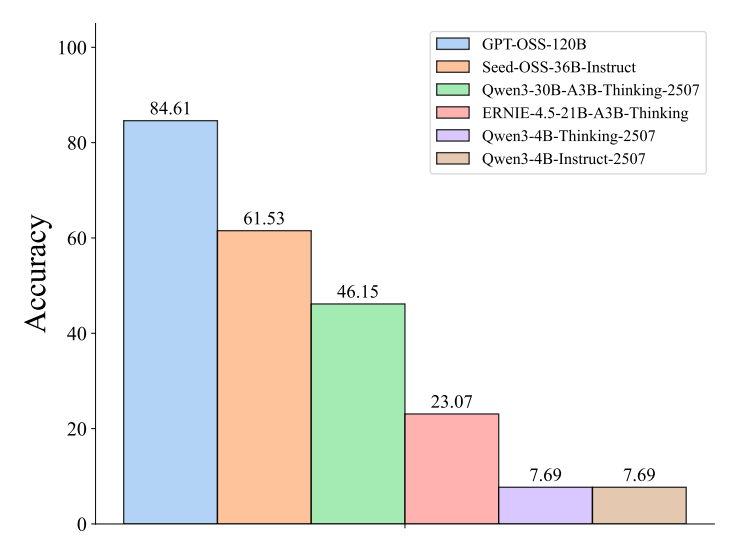 Accuracy
100
80
60
40
20
0
84.61
61.53
46.15
23.07
7.69
7.69
GPT-OSS-120B
Seed-OSS-36B-Instruct
Qwen3-30B-A3B-Thinking-2507
ERNIE-4.5-21B-A3B-Thinking
Qwen3-4B-Thinking-2507
Qwen3-4B-Instruct-2507